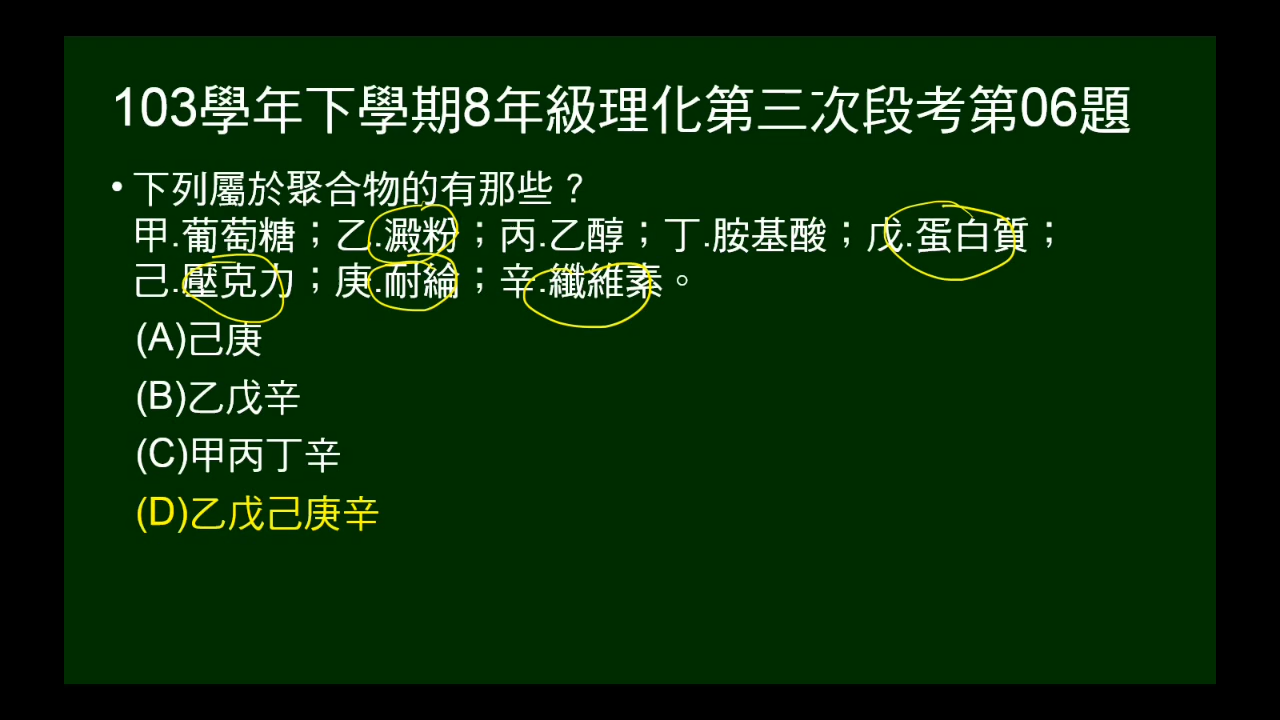 103學年下學期8年級理化第三次段考第06題
• 下列屬於聚合物的有那些？
甲.葡萄糖；乙.澱粉；丙.乙醇；丁.胺基酸；戊.蛋白質；
己.壓克力；庚.耐綸；辛.纖維素。
(A)己庚
(B)乙戊辛
(C)甲丙丁辛
(D)乙戊己庚辛